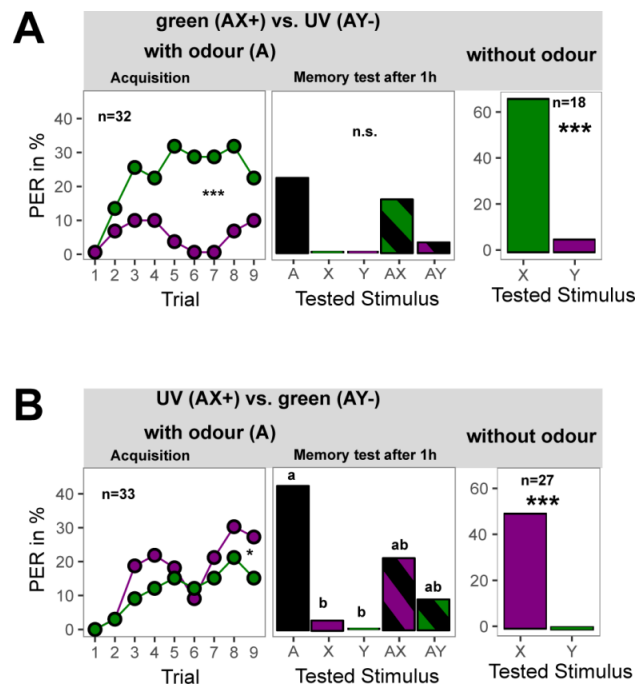 A
green (AX+) vs. UV (AY-)
with odour (A)
without odour
Acquisition
Memory test after 1h
PER in %
40
30
20
10
0
n=32
***
1 2 3 4 5 6 7 8 9
Trial
n.s.
A X Y AX AY
Tested Stimulus
60
40
20
0
n=18
***
X Y
Tested Stimulus
B
UV (AX+) vs. green (AY-)
with odour (A)
without odour
Acquisition
Memory test after 1h
PER in %
40
30
20
10
0
n=33
*
1 2 3 4 5 6 7 8 9
Trial
a
b b
ab
ab
A X Y AX AY
Tested Stimulus
60
40
20
0
n=27
***
X Y
Tested Stimulus